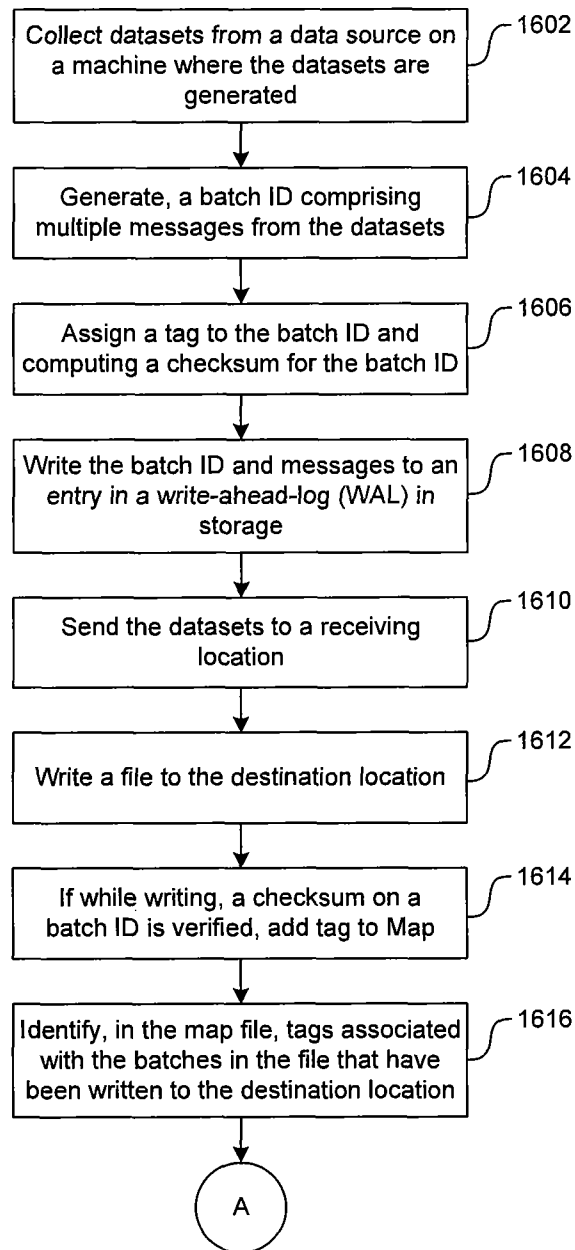 Collect datasets from a data source on
a machine where the datasets are
generated
1602
Generate, a batch ID comprising
multiple messages from the datasets
1604
Assign a tag to the batch ID and
computing a checksum for the batch ID
1606
Write the batch ID and messages to an
entry in a write-ahead-log (WAL) in
storage
1608
Send the datasets to a receiving
location
1610
Write a file to the destination location
1612
If while writing, a checksum on a
batch ID is verified, add tag to Map
1614
Identify, in the map file, tags associated
with the batches in the file that have
been written to the destination location
1616
A